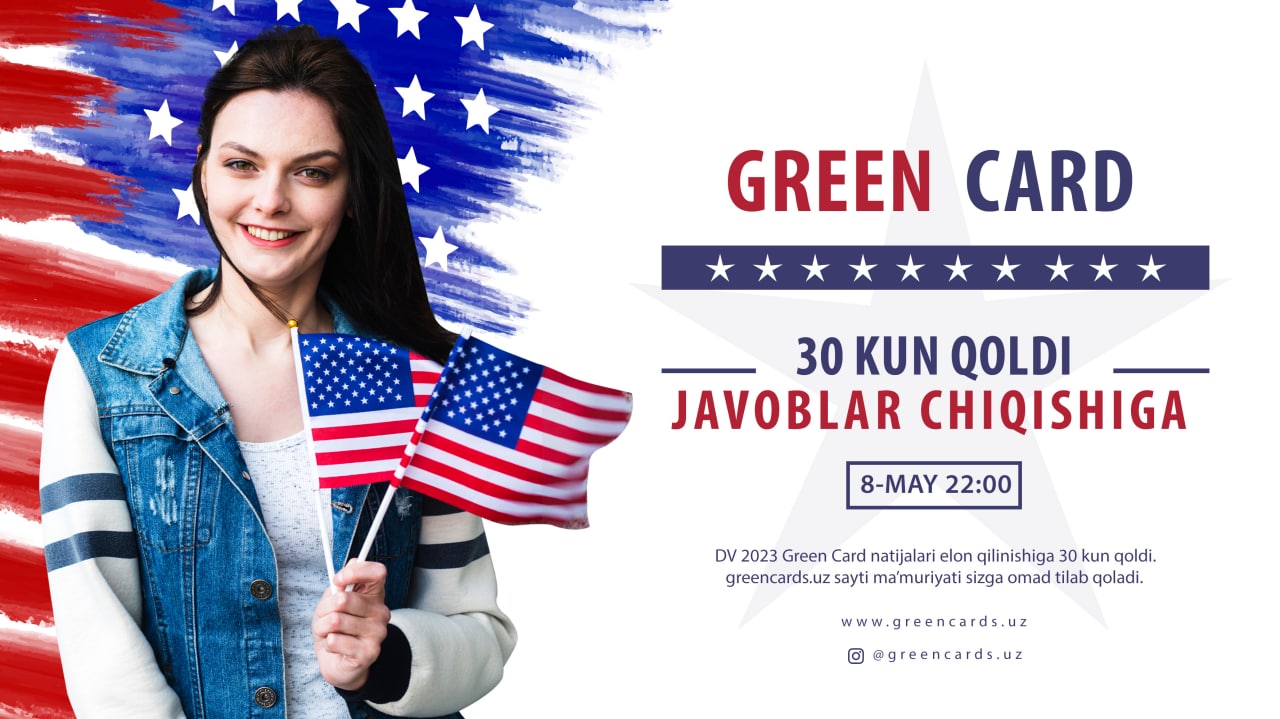 GREEN CARD
30 KUN QOLDI
JAVOBLAR CHIQISHIGA
8-MAY 22:00
DV 2023 Green Card natijalari elon qilinishiga 30 kun qoldi.
greencards.uz sayti ma’muriyati sizga omad tilab qoladi.
www.greencards.uz
@greencards.uz